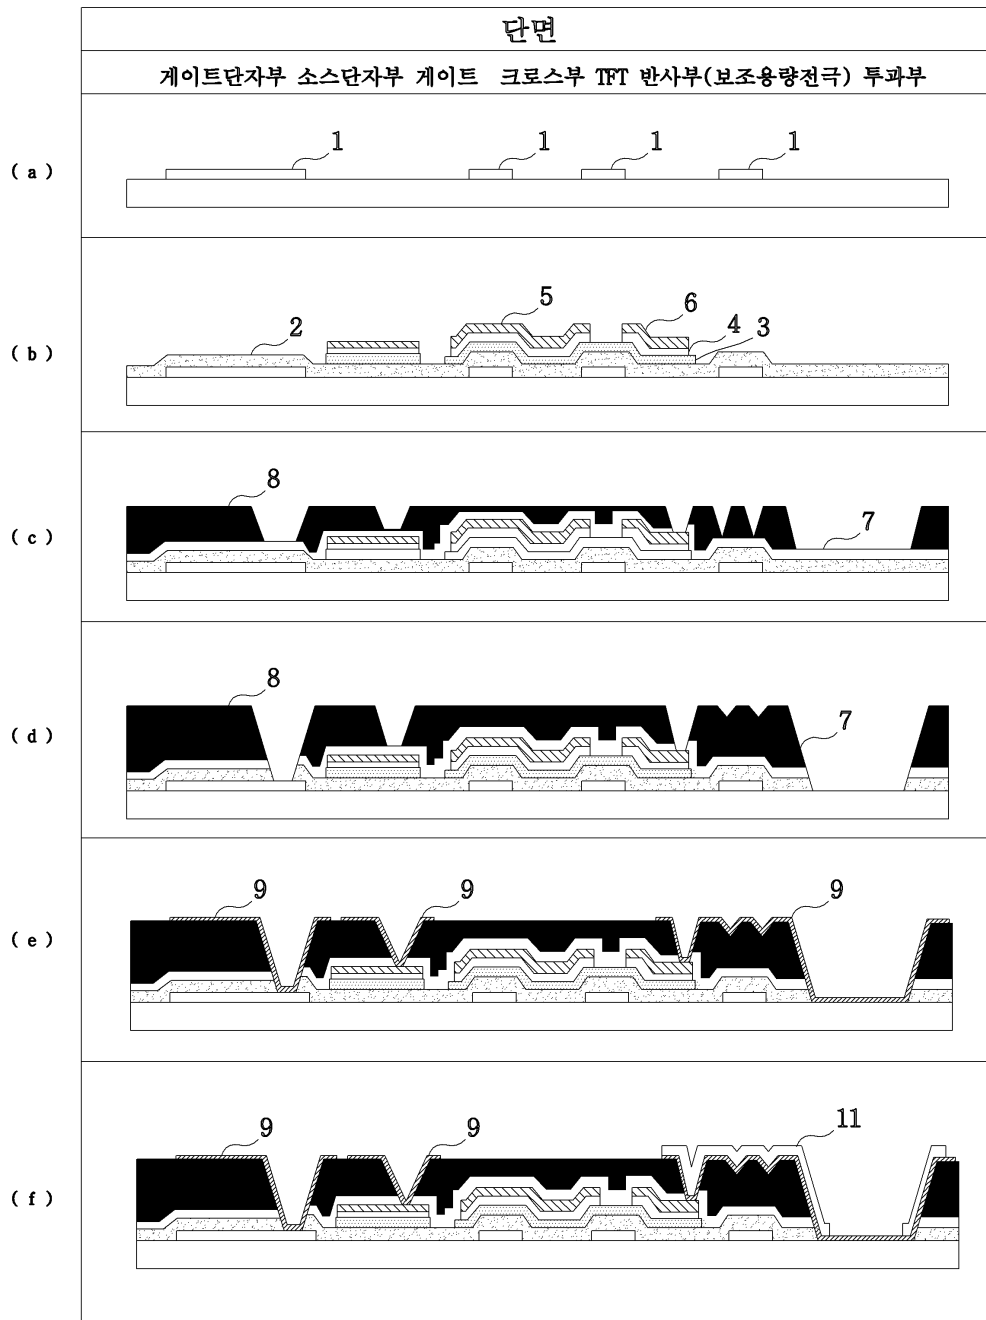 단면
게이트단자부 소스단자부 게이트 크로스부 TFT 반사부(보조용량전극) 투과부
(a)
1 1 1 1
(b)
2 5 6 4 3
(c)
8 7
(d)
8 7
(e)
9 9 9
(f)
9 9 11